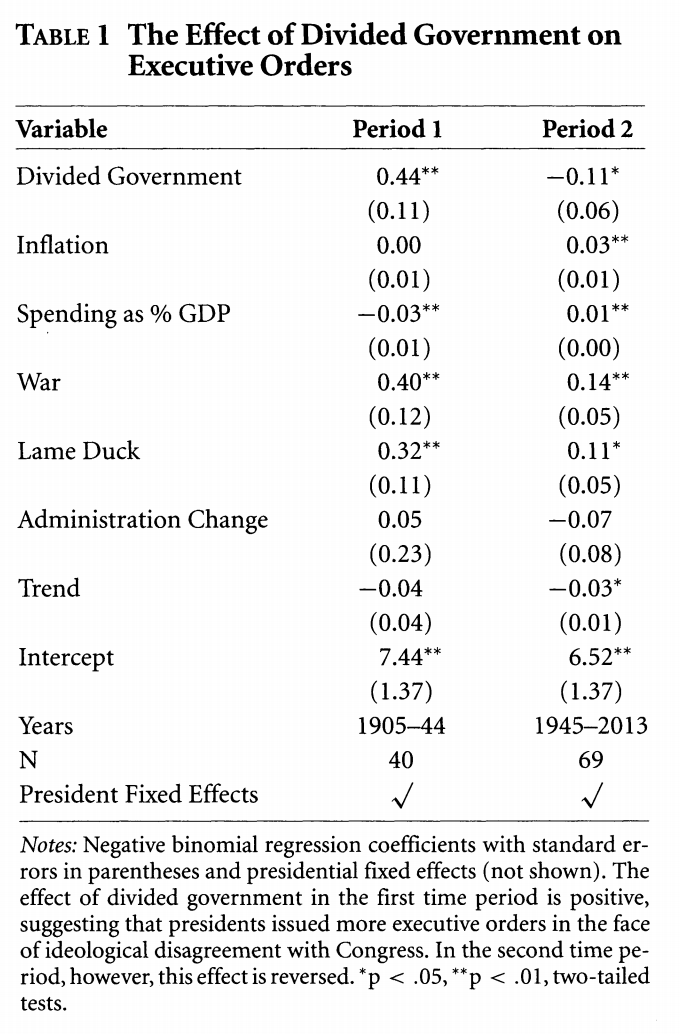 TABLE 1 The Effect of Divided Government on
Executive Orders
Variable Period 1 Period 2
Divided Government 0.44** −0.11*
(0.11) (0.06)
Inflation 0.00 0.03**
(0.01) (0.01)
Spending as % GDP −0.03** 0.01**
(0.01) (0.00)
War 0.40** 0.14**
(0.12) (0.05)
Lame Duck 0.32** 0.11*
(0.11) (0.05)
Administration Change 0.05 −0.07
(0.23) (0.08)
Trend −0.04 −0.03*
(0.04) (0.01)
Intercept 7.44** 6.52**
(1.37) (1.37)
Years 1905–44 1945–2013
N 40 69
President Fixed Effects √ √
Notes: Negative binomial regression coefficients with standard er-
rors in parentheses and presidential fixed effects (not shown). The
effect of divided government in the first time period is positive,
suggesting that presidents issued more executive orders in the face
of ideological disagreement with Congress. In the second time pe-
riod, however, this effect is reversed. *p < .05, **p < .01, two-tailed
tests.